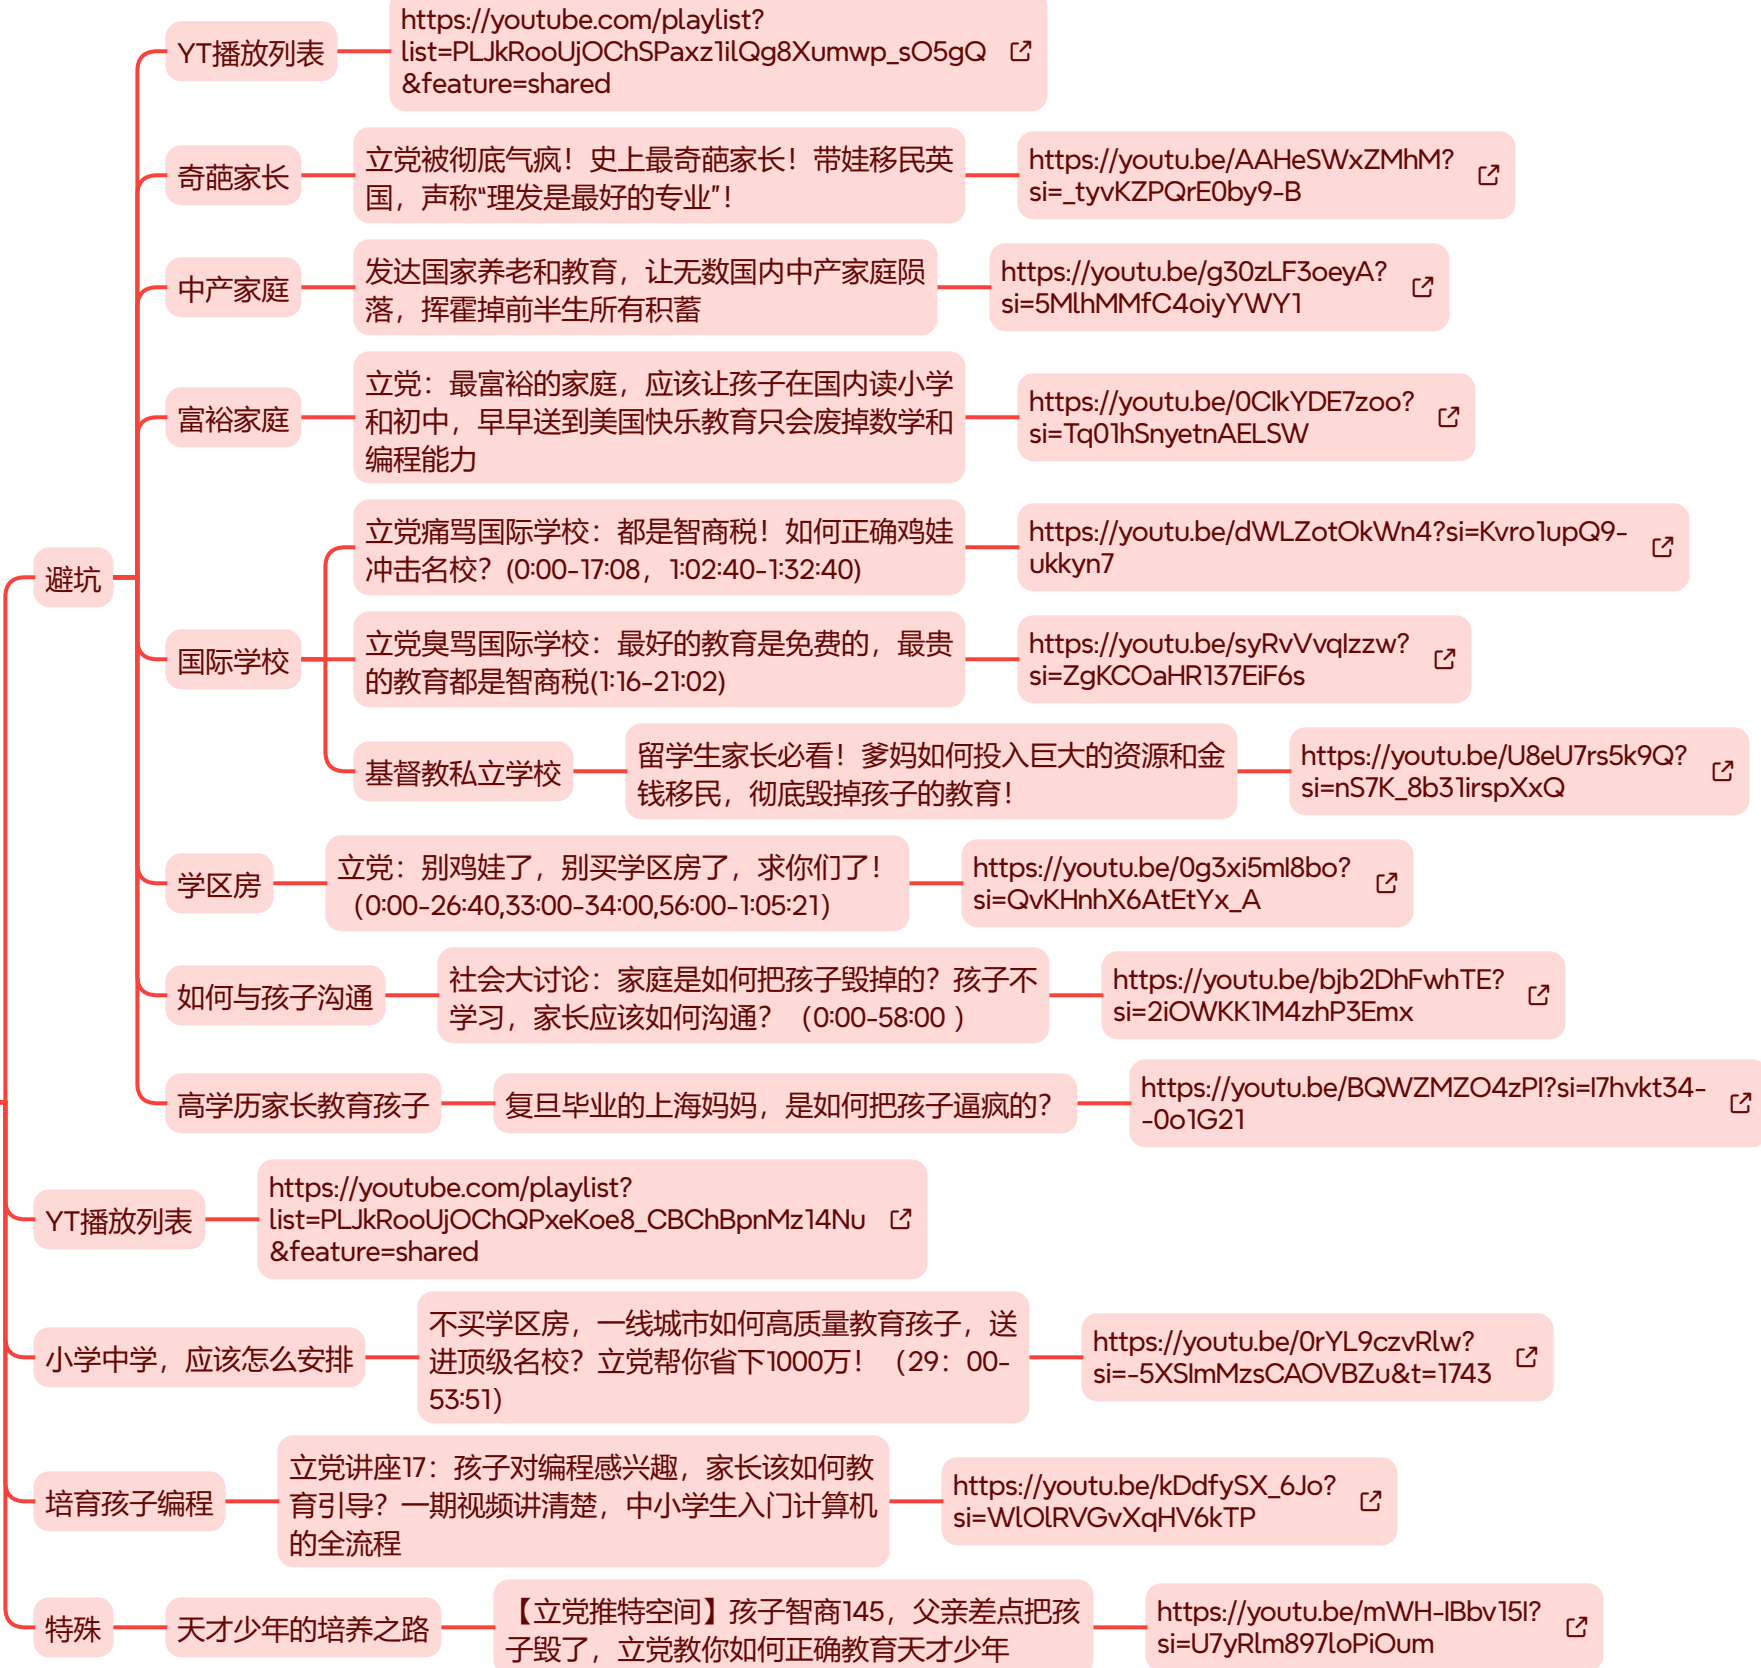 YT播放列表
https://youtube.com/playlist?
list=PLJkRooUjOChSPaxz1ilQg8Xumwp_sO5gQ
&feature=shared
奇葩家长
立党被彻底气疯！史上最奇葩家长！带娃移民英
国，声称“理发是最好的专业”！
https://youtu.be/AAHeSWxZMhM?
si=_tyvKZPQrE0by9-B
中产家庭
发达国家养老和教育，让无数国内中产家庭陨
落，挥霍掉前半生所有积蓄
https://youtu.be/g30zLF3oeyA?
si=5MlhMMfC4oiyYWY1
富裕家庭
立党：最富裕的家庭，应该让孩子在国内读小学
和初中，早早送到美国快乐教育只会废掉数学和
编程能力
https://youtu.be/0CIkYDE7zoo?
si=Tq01hSnyetnAELSW
避坑
国际学校
立党痛骂国际学校：都是智商税！如何正确鸡娃
冲击名校？(0:00-17:08，1:02:40-1:32:40)
https://youtu.be/dWLZotOkWn4?si=Kvro1upQ9-
ukkyn7
立党臭骂国际学校：最好的教育是免费的，最贵
的教育都是智商税(1:16-21:02)
https://youtu.be/syRvVvqIzzw?
si=ZgKCOaHR137EiF6s
基督教私立学校
留学生家长必看！爹妈如何投入巨大的资源和金
钱移民，彻底毁掉孩子的教育！
https://youtu.be/U8eU7rs5k9Q?
si=nS7K_8b31irspXxQ
学区房
立党：别鸡娃了，别买学区房了，求你们了！
（0:00-26:40,33:00-34:00,56:00-1:05:21）
https://youtu.be/0g3xi5ml8bo?
si=QvKHnhX6AtEtYx_A
如何与孩子沟通
社会大讨论：家庭是如何把孩子毁掉的？孩子不
学习，家长应该如何沟通？（0:00-58:00 ）
https://youtu.be/bjb2DhFwhTE?
si=2iOWKK1M4zhP3Emx
高学历家长教育孩子
复旦毕业的上海妈妈，是如何把孩子逼疯的？
https://youtu.be/BQWZMZO4zPI?si=I7hvkt34-
-0o1G21
YT播放列表
https://youtube.com/playlist?
list=PLJkRooUjOChQPxeKoe8_CBChBpnMz14Nu
&feature=shared
小学中学，应该怎么安排
不买学区房，一线城市如何高质量教育孩子，送
进顶级名校？立党帮你省下1000万！（29：00-
53:51）
https://youtu.be/0rYL9czvRlw?
si=-5XSImMzsCAOVBZu&t=1743
培育孩子编程
立党讲座17：孩子对编程感兴趣，家长该如何教
育引导？一期视频讲清楚，中小学生入门计算机
的全流程
https://youtu.be/kDdfySX_6Jo?
si=WlOlRVGvXqHV6kTP
特殊
天才少年的培养之路
【立党推特空间】孩子智商145，父亲差点把孩
子毁了，立党教你如何正确教育天才少年
https://youtu.be/mWH-IBbv15I?
si=U7yRlm897loPiOum